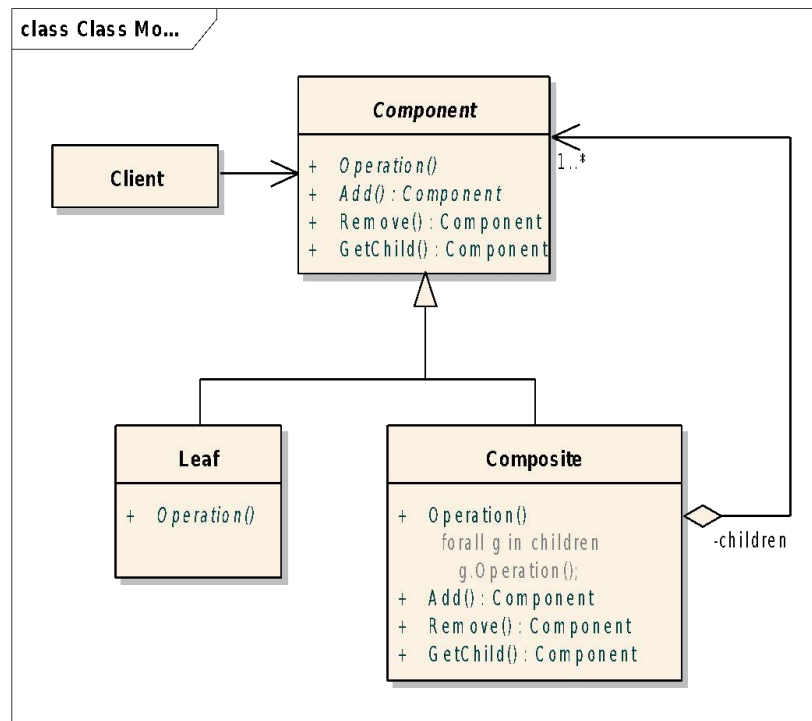 class Class Mo...
Component
+ Operation()
+ Add() : Component
+ Remove() : Component
+ GetChild() : Component
1..*
Client
Leaf
+ Operation()
Composite
+ Operation()
forall g in children
g.Operation();
+ Add() : Component
+ Remove() : Component
+ GetChild() : Component
-children